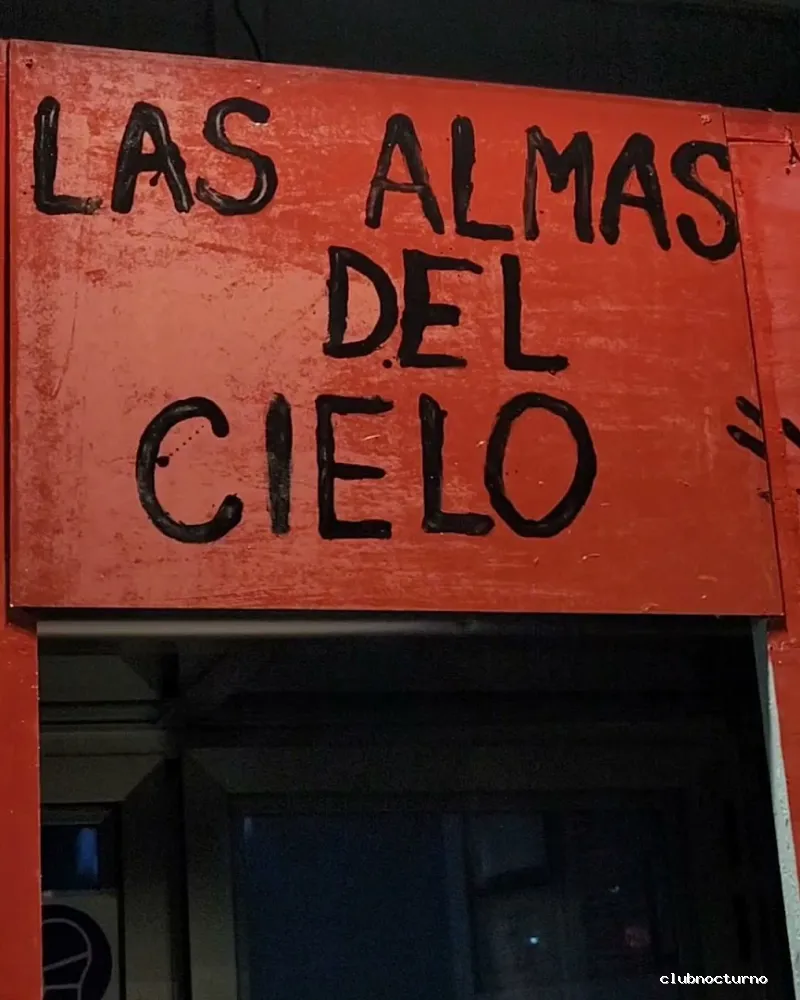 LAS ALMAS
DEL
CIELO
clubnocturno